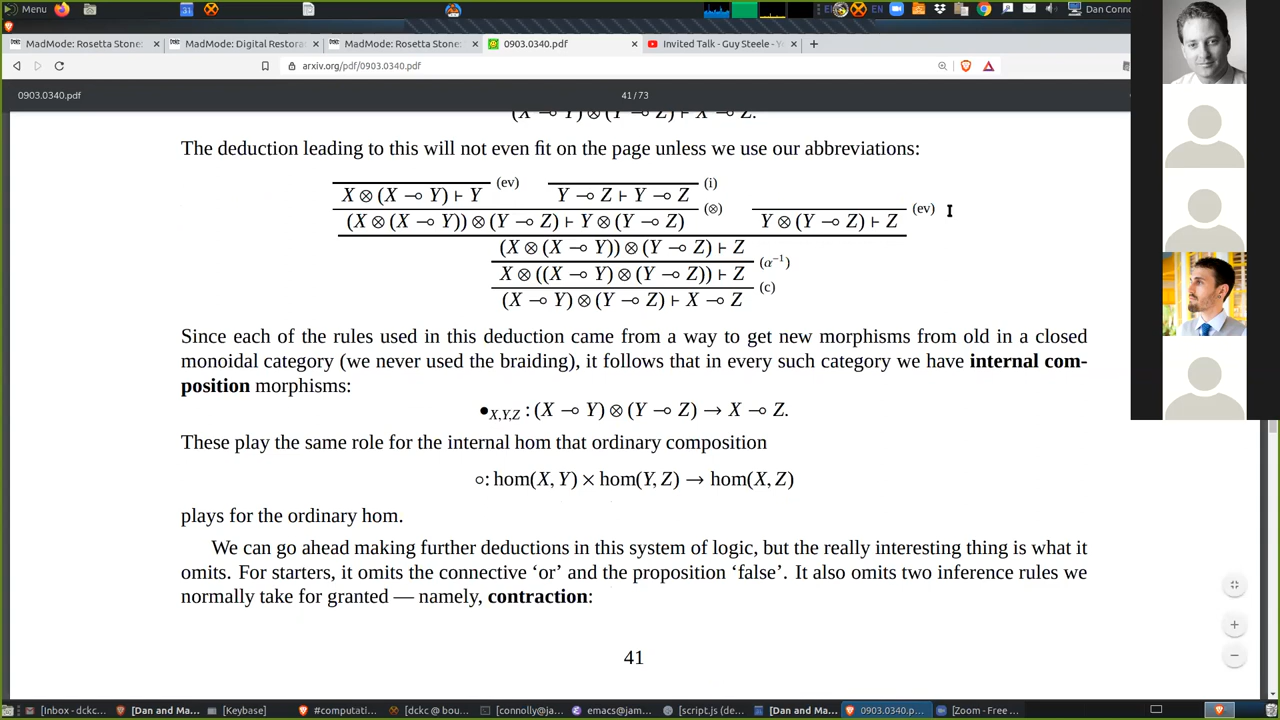 Menu
31
EN
Dan Conno
MadMode: Rosetta Stone:
MadMode: Digital Restorat
MadMode: Rosetta Stone:
0903.0340.pdf
Invited Talk - Guy Steele -
arxiv.org/pdf/0903.0340.pdf
0903.0340.pdf
41 / 73
(X ⊸ Y) ⊗ (Y ⊸ Z) ⊢ X ⊸ Z.
The deduction leading to this will not even fit on the page unless we use our abbreviations:
X ⊗ (X ⊸ Y) ⊢ Y (ev) Y ⊸ Z ⊢ Y ⊸ Z (i)
(X ⊗ (X ⊸ Y)) ⊗ (Y ⊸ Z) ⊢ Y ⊗ (Y ⊸ Z) (⊗) Y ⊗ (Y ⊸ Z) ⊢ Z (ev)
(X ⊗ (X ⊸ Y)) ⊗ (Y ⊸ Z) ⊢ Z
X ⊗ ((X ⊸ Y) ⊗ (Y ⊸ Z)) ⊢ Z (α⁻¹)
(X ⊸ Y) ⊗ (Y ⊸ Z) ⊢ X ⊸ Z (c)
Since each of the rules used in this deduction came from a way to get new morphisms from old in a closed
monoidal category (we never used the braiding), it follows that in every such category we have internal com-
position morphisms:
•X,Y,Z : (X ⊸ Y) ⊗ (Y ⊸ Z) → X ⊸ Z.
These play the same role for the internal hom that ordinary composition
○: hom(X, Y) × hom(Y, Z) → hom(X, Z)
plays for the ordinary hom.
We can go ahead making further deductions in this system of logic, but the really interesting thing is what it
omits. For starters, it omits the connective ‘or’ and the proposition ‘false’. It also omits two inference rules we
normally take for granted — namely, contraction:
41
[Inbox - dckc...
[Dan and Ma...
[Keybase]
#computati...
[dckc @ bou...
[connolly@ja...
emacs@jam...
[script.js (de...
[Dan and Ma...
0903.0340.p...
[Zoom - Free ...